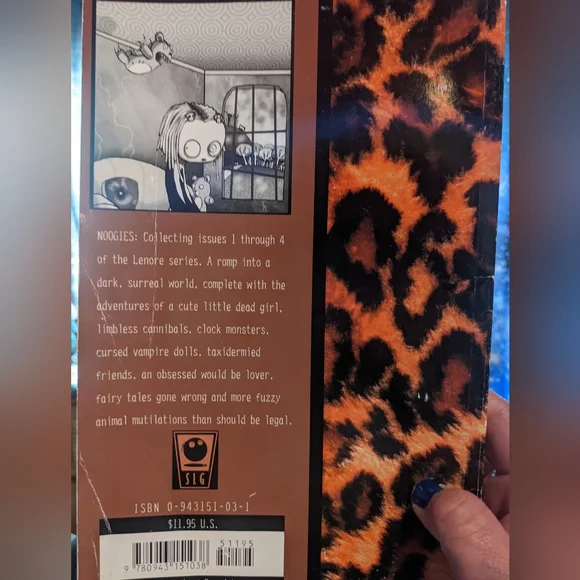 NOOGIES: Collecting issues 1 through 4
of the Lenore series. A romp into a
dark, surreal world, complete with the
adventures of a cute little dead girl,
limbless cannibals, clock monsters,
cursed vampire dolls, taxidermied
friends, an obsessed would be lover,
fairy tales gone wrong and more fuzzy
animal mutilations than should be legal.
SLG
ISBN 0-943151-03-1
$11.95 U.S.
51195
9 780943 151038